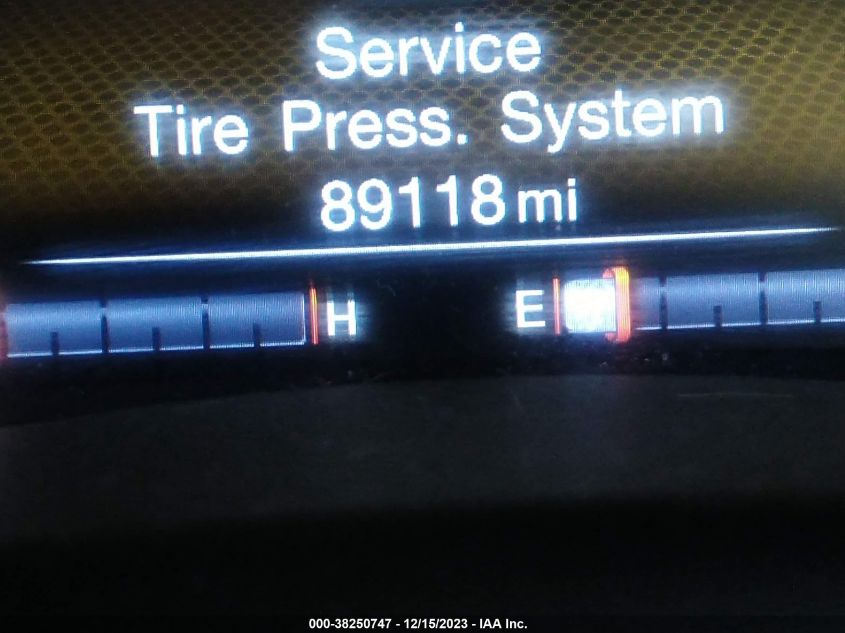 Service
Tire Press. System
89118 mi
H E
000-38250747 - 12/15/2023 - IAA Inc.